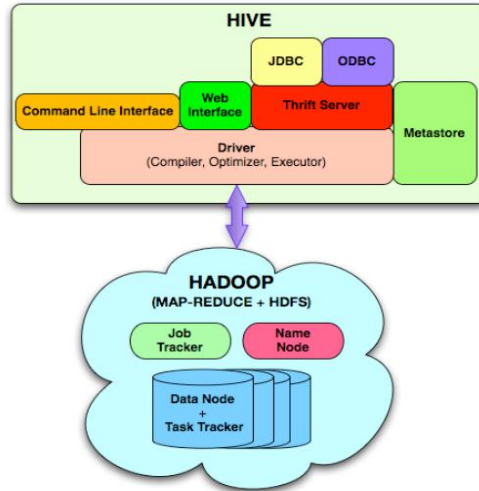 HIVE
JDBC
ODBC
Command Line Interface
Web
Interface
Thrift Server
Metastore
Driver
(Compiler, Optimizer, Executor)
HADOOP
(MAP-REDUCE + HDFS)
Job
Tracker
Name
Node
Data Node
+
Task Tracker